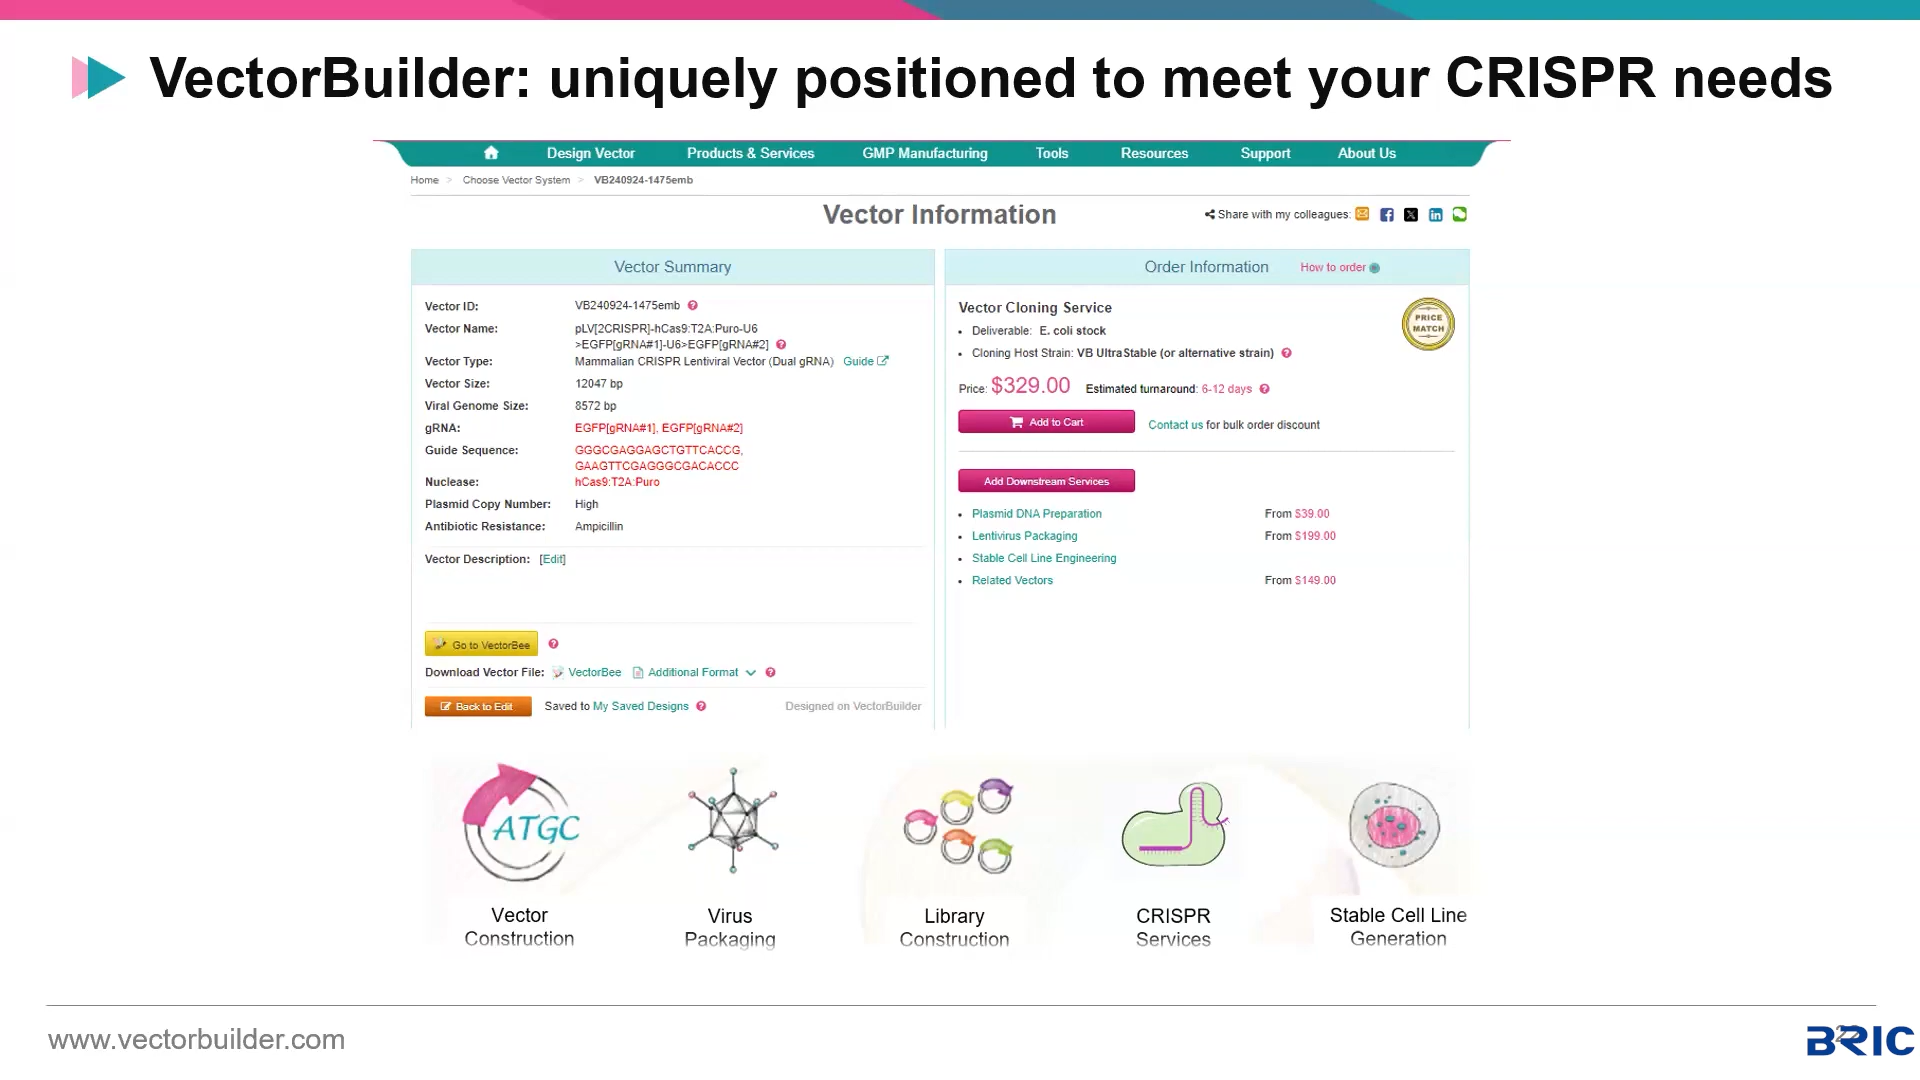 VectorBuilder: uniquely positioned to meet your CRISPR needs
Design Vector Products & Services GMP Manufacturing Tools Resources Support About Us
Home > Choose Vector System > VB240924-1475emb
Vector Information
Share with my colleagues:
Vector Summary
Vector ID: VB240924-1475emb
Vector Name: pLV[2CRISPR]-hCas9:T2A:Puro-U6
>EGFP[gRNA#1]-U6>EGFP[gRNA#2]
Vector Type: Mammalian CRISPR Lentiviral Vector (Dual gRNA) Guide
Vector Size: 12047 bp
Viral Genome Size: 8572 bp
gRNA: EGFP[gRNA#1], EGFP[gRNA#2]
Guide Sequence: GGGCGAGGAGCTGTTCACCG,
GAAGTTCGAGGGCGACACCC
Nuclease: hCas9:T2A:Puro
Plasmid Copy Number: High
Antibiotic Resistance: Ampicillin
Vector Description: [Edit]
Go to VectorBee
Download Vector File: VectorBee Additional Format
Back to Edit Saved to My Saved Designs Designed on VectorBuilder
Order Information How to order
Vector Cloning Service
PRICE
MATCH
• Deliverable: E. coli stock
• Cloning Host Strain: VB UltraStable (or alternative strain)
Price: $329.00 Estimated turnaround: 6-12 days
Add to Cart Contact us for bulk order discount
Add Downstream Services
• Plasmid DNA Preparation From $39.00
• Lentivirus Packaging From $199.00
• Stable Cell Line Engineering
• Related Vectors From $149.00
ATGC
Vector
Construction
Virus
Packaging
Library
Construction
CRISPR
Services
Stable Cell Line
Generation
www.vectorbuilder.com
BRIC